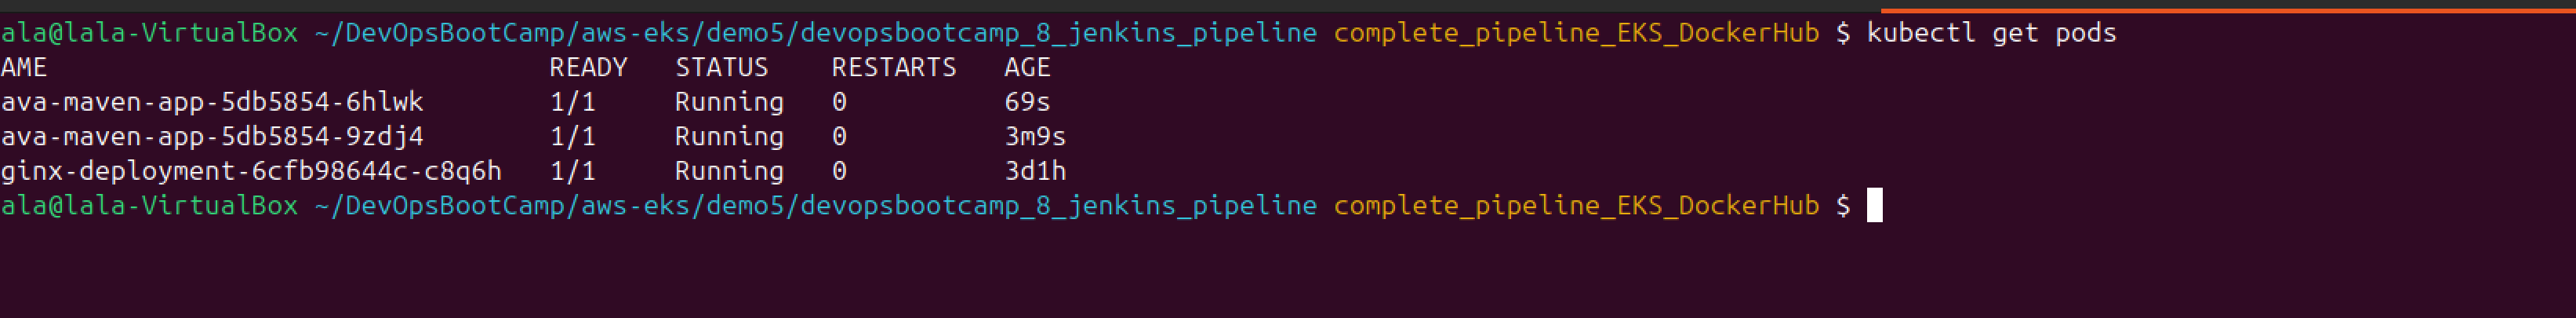 ala@lala-VirtualBox ~/DevOpsBootCamp/aws-eks/demo5/devopsbootcamp_8_jenkins_pipeline complete_pipeline_EKS_DockerHub $ kubectl get pods
AME READY STATUS RESTARTS AGE
ava-maven-app-5db5854-6hlwk 1/1 Running 0 69s
ava-maven-app-5db5854-9zdj4 1/1 Running 0 3m9s
ginx-deployment-6cfb98644c-c8q6h 1/1 Running 0 3d1h
ala@lala-VirtualBox ~/DevOpsBootCamp/aws-eks/demo5/devopsbootcamp_8_jenkins_pipeline complete_pipeline_EKS_DockerHub $